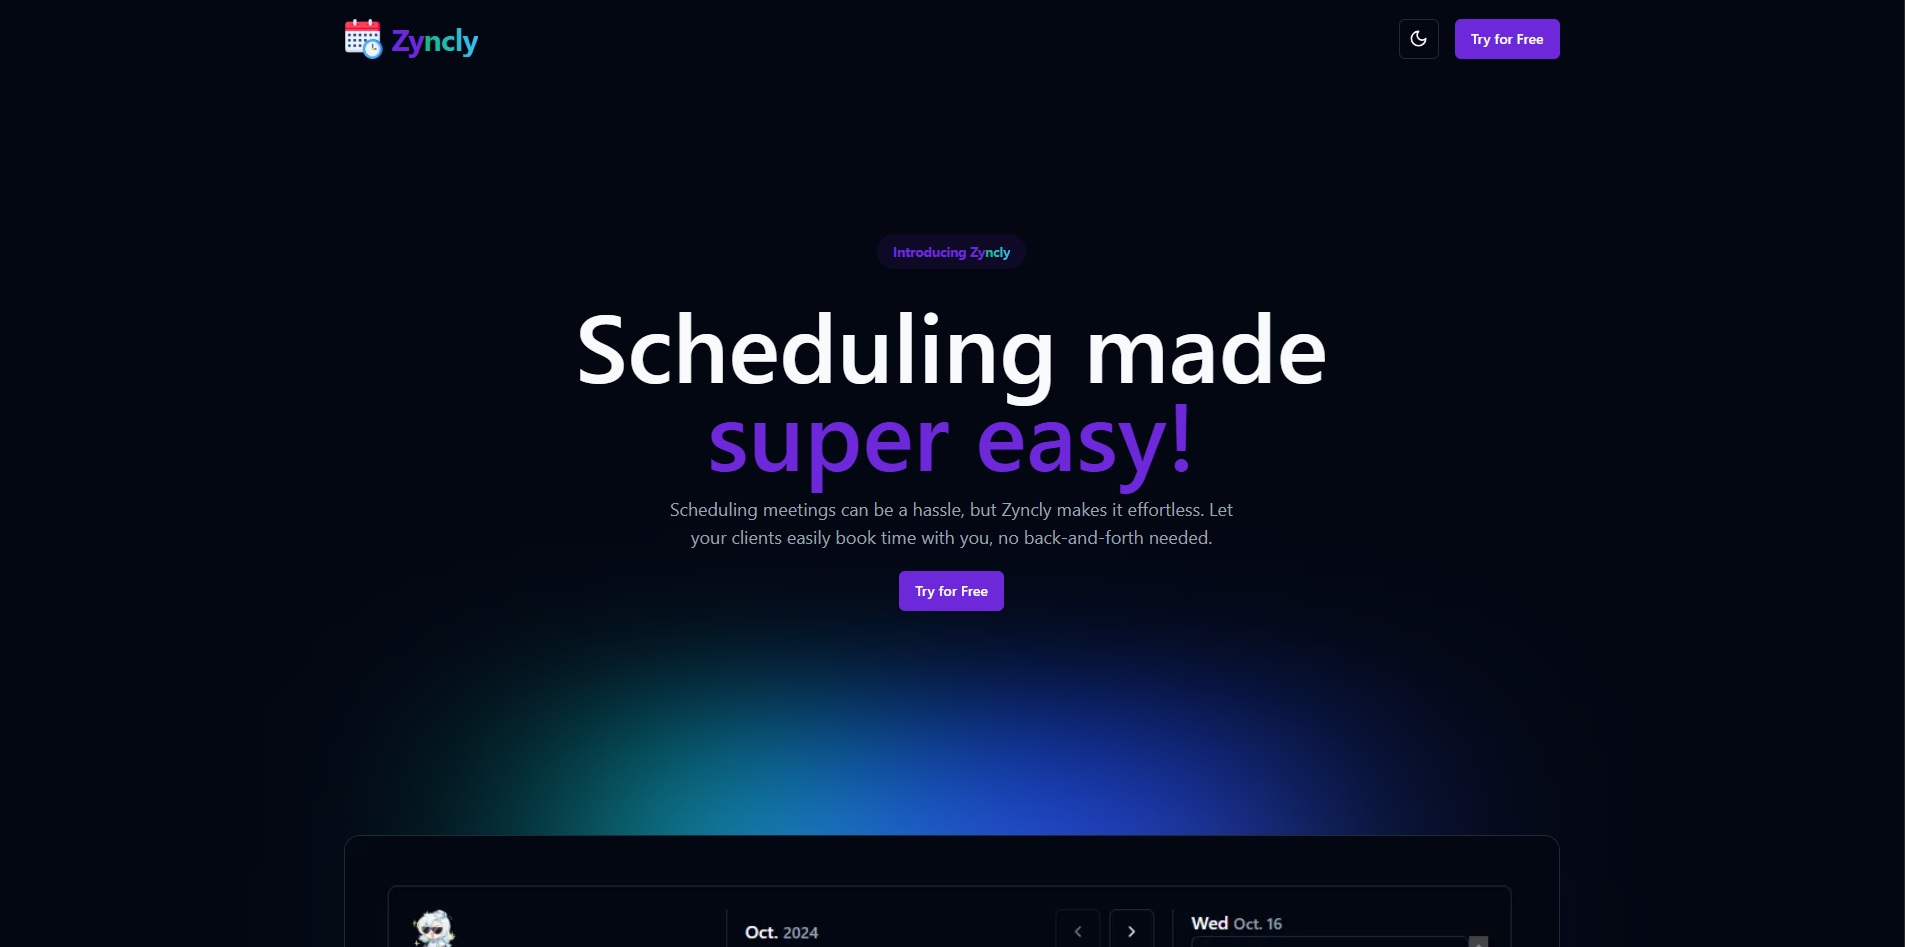 Zyncly
Try for Free
Introducing Zyncly
Scheduling made
super easy!
Scheduling meetings can be a hassle, but Zyncly makes it effortless. Let
your clients easily book time with you, no back-and-forth needed.
Try for Free
Oct. 2024
Wed Oct. 16